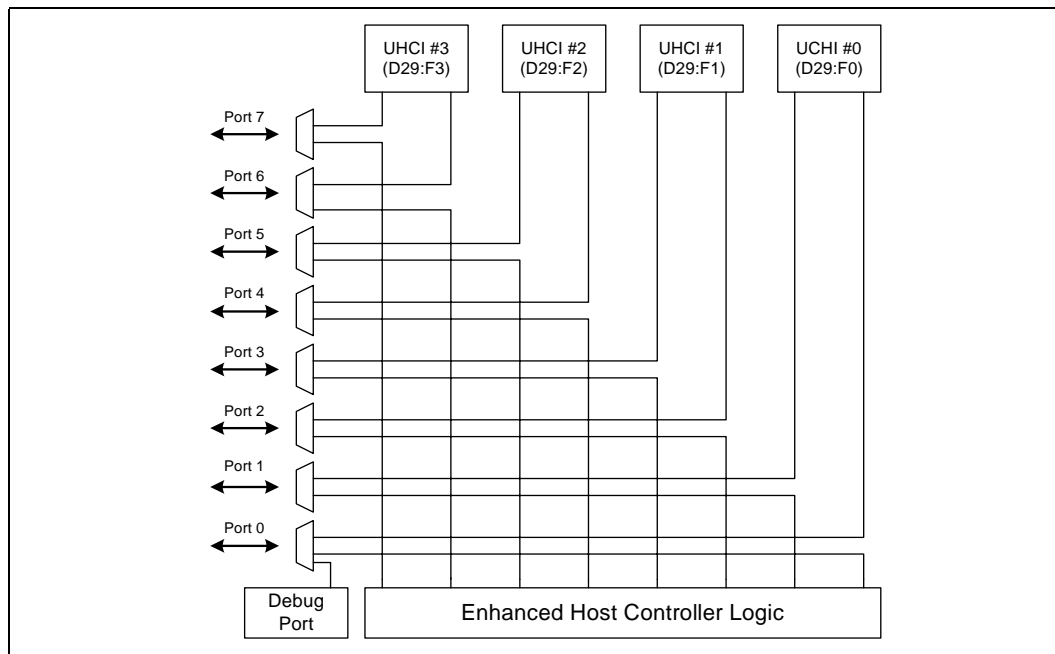 UHCI #3
(D29:F3)
UHCI #2
(D29:F2)
UHCI #1
(D29:F1)
UCHI #0
(D29:F0)
Port 7
Port 6
Port 5
Port 4
Port 3
Port 2
Port 1
Port 0
Debug
Port
Enhanced Host Controller Logic